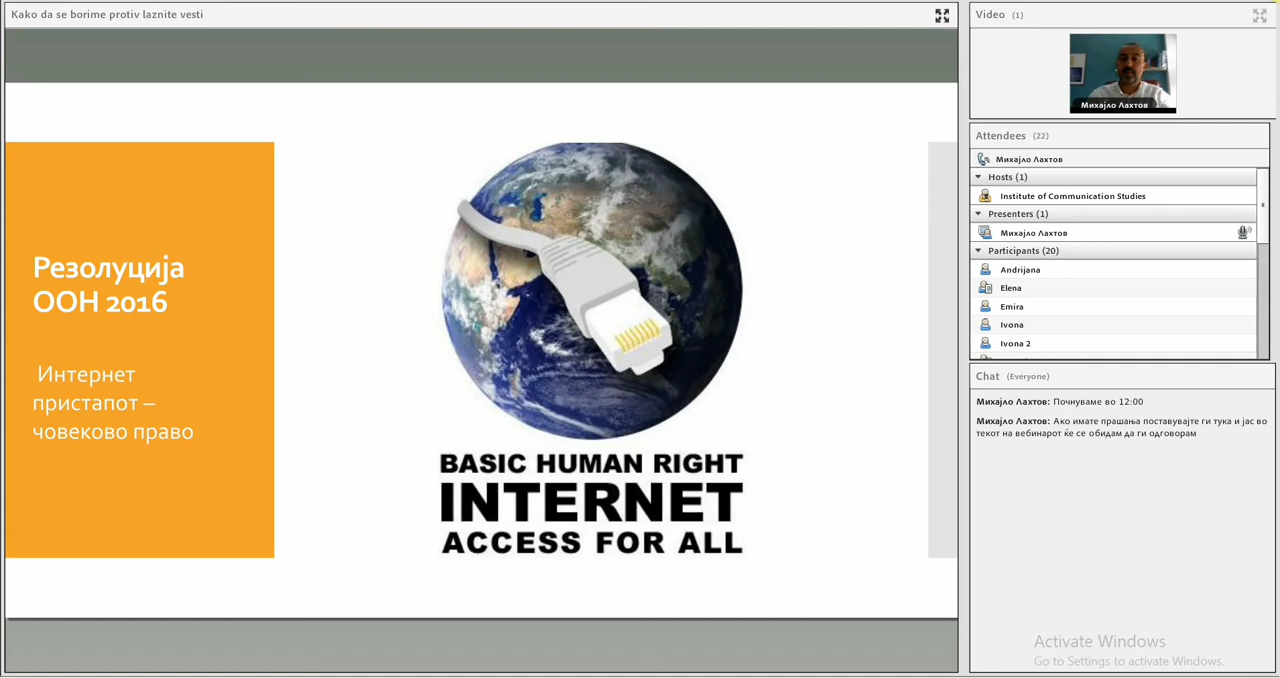 Kako da se borime protiv laznite vesti
Резолуција
ООН 2016
Интернет
пристапот –
човеково право
BASIC HUMAN RIGHT
INTERNET
ACCESS FOR ALL
Video (1)
Михајло Лахтов
Attendees (22)
Михајло Лахтов
Hosts (1)
Institute of Communication Studies
Presenters (1)
Михајло Лахтов
Participants (20)
Andrijana
Elena
Emira
Ivona
Ivona 2
Chat (Everyone)
Михајло Лахтов: Почнуваме во 12:00
Михајло Лахтов: Ако имате прашања поставувајте ги тука и јас во
текот на вебинарот ќе се обидам да ги одговорам
Activate Windows
Go to Settings to activate Windows.